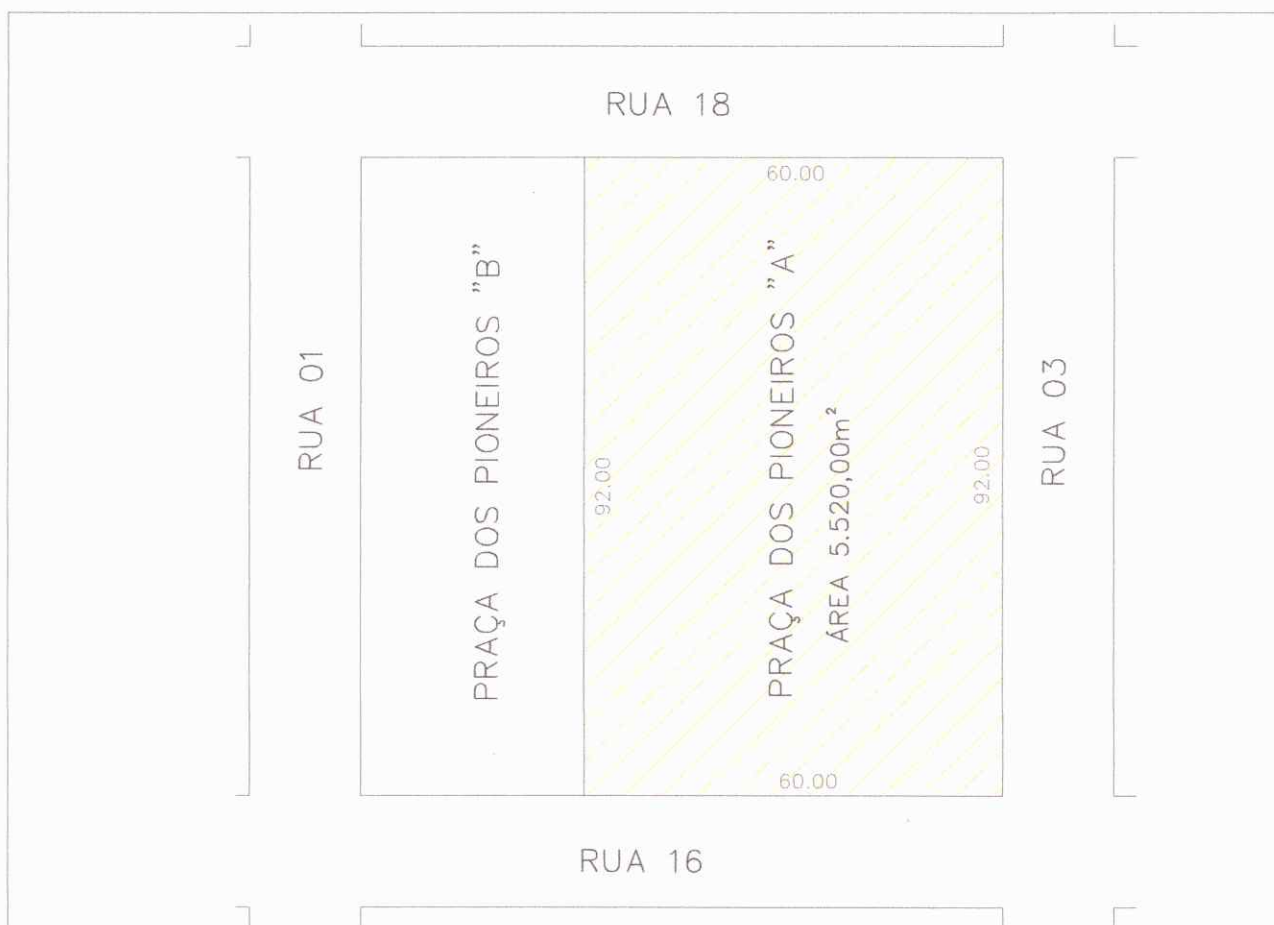 RUA 18
60.00
RUA 01
PRAÇA DOS PIONEIROS "B"
92.00
PRAÇA DOS PIONEIROS "A"
ÁREA 5.520,00m²
92.00
RUA 03
60.00
RUA 16